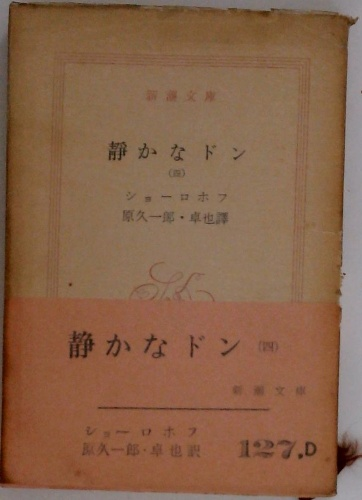 新潮文庫
靜かなドン
(四)
ショーロホフ
原久一郎・卓也譯
静かなドン (四)
新潮文庫
ショーロホフ
原久一郎・卓也訳
127.D